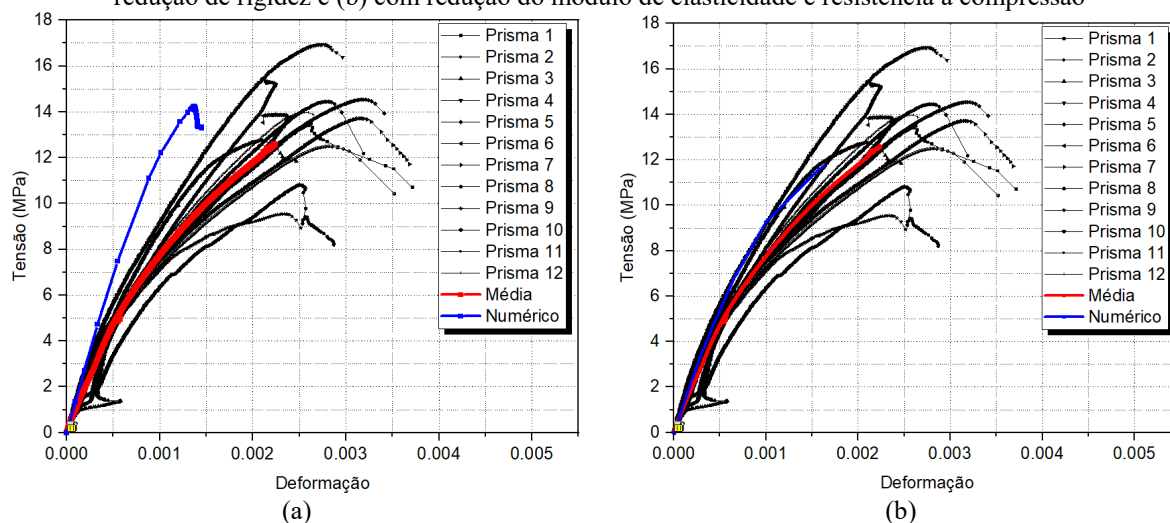 redução de rigidez e (b) com redução do módulo de elasticidade e resistência à compressão
18
16
14
12
10
8
6
4
2
0
Tensão (MPa)
0.000 0.001 0.002 0.003 0.004 0.005
Deformação
Prisma 1
Prisma 2
Prisma 3
Prisma 4
Prisma 5
Prisma 6
Prisma 7
Prisma 8
Prisma 9
Prisma 10
Prisma 11
Prisma 12
Média
Numérico
(a)
18
16
14
12
10
8
6
4
2
0
Tensão (MPa)
0.000 0.001 0.002 0.003 0.004 0.005
Deformação
Prisma 1
Prisma 2
Prisma 3
Prisma 4
Prisma 5
Prisma 6
Prisma 7
Prisma 8
Prisma 9
Prisma 10
Prisma 11
Prisma 12
Média
Numérico
(b)